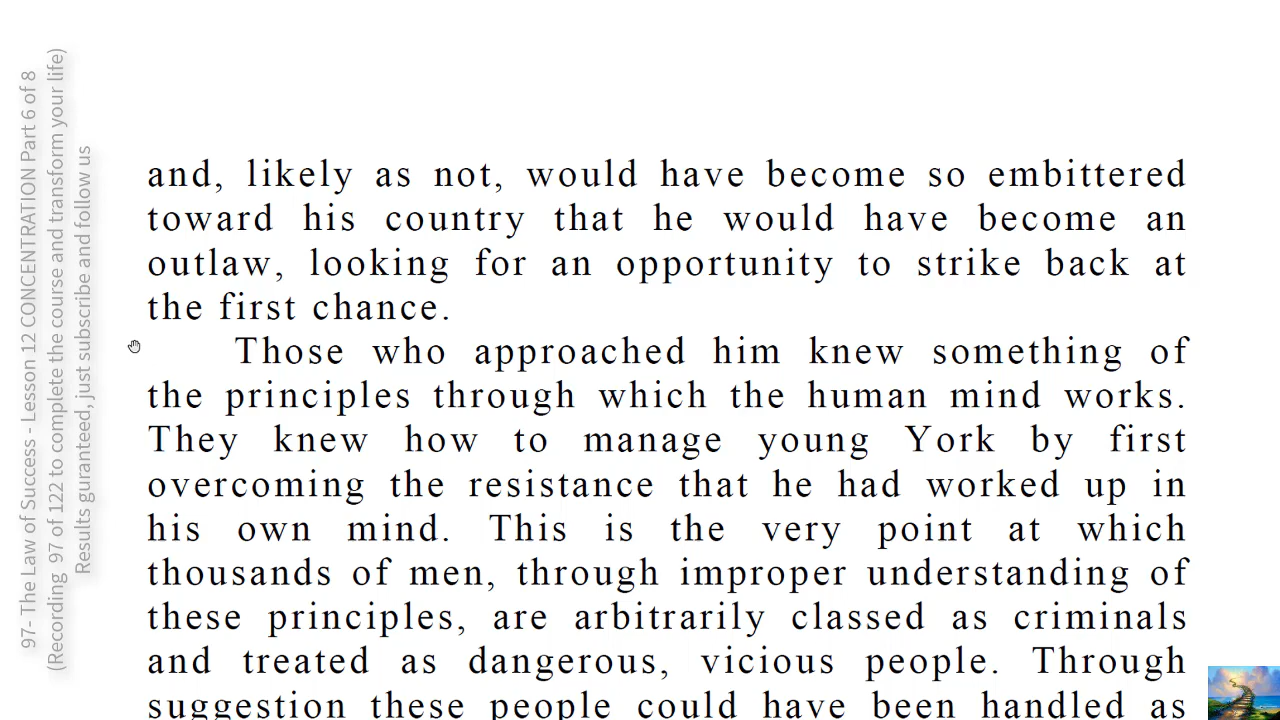 97- The Law of Success - Lesson 12 CONCENTRATION Part 6 of 8
(Recording  97 of 122 to complete the course and transform your life)
Results guranteed, just subscribe and follow us
and, likely as not, would have become so embittered
toward his country that he would have become an
outlaw, looking for an opportunity to strike back at
the first chance.
Those who approached him knew something of
the principles through which the human mind works.
They knew how to manage young York by first
overcoming the resistance that he had worked up in
his own mind. This is the very point at which
thousands of men, through improper understanding of
these principles, are arbitrarily classed as criminals
and treated as dangerous, vicious people. Through
suggestion these people could have been handled as